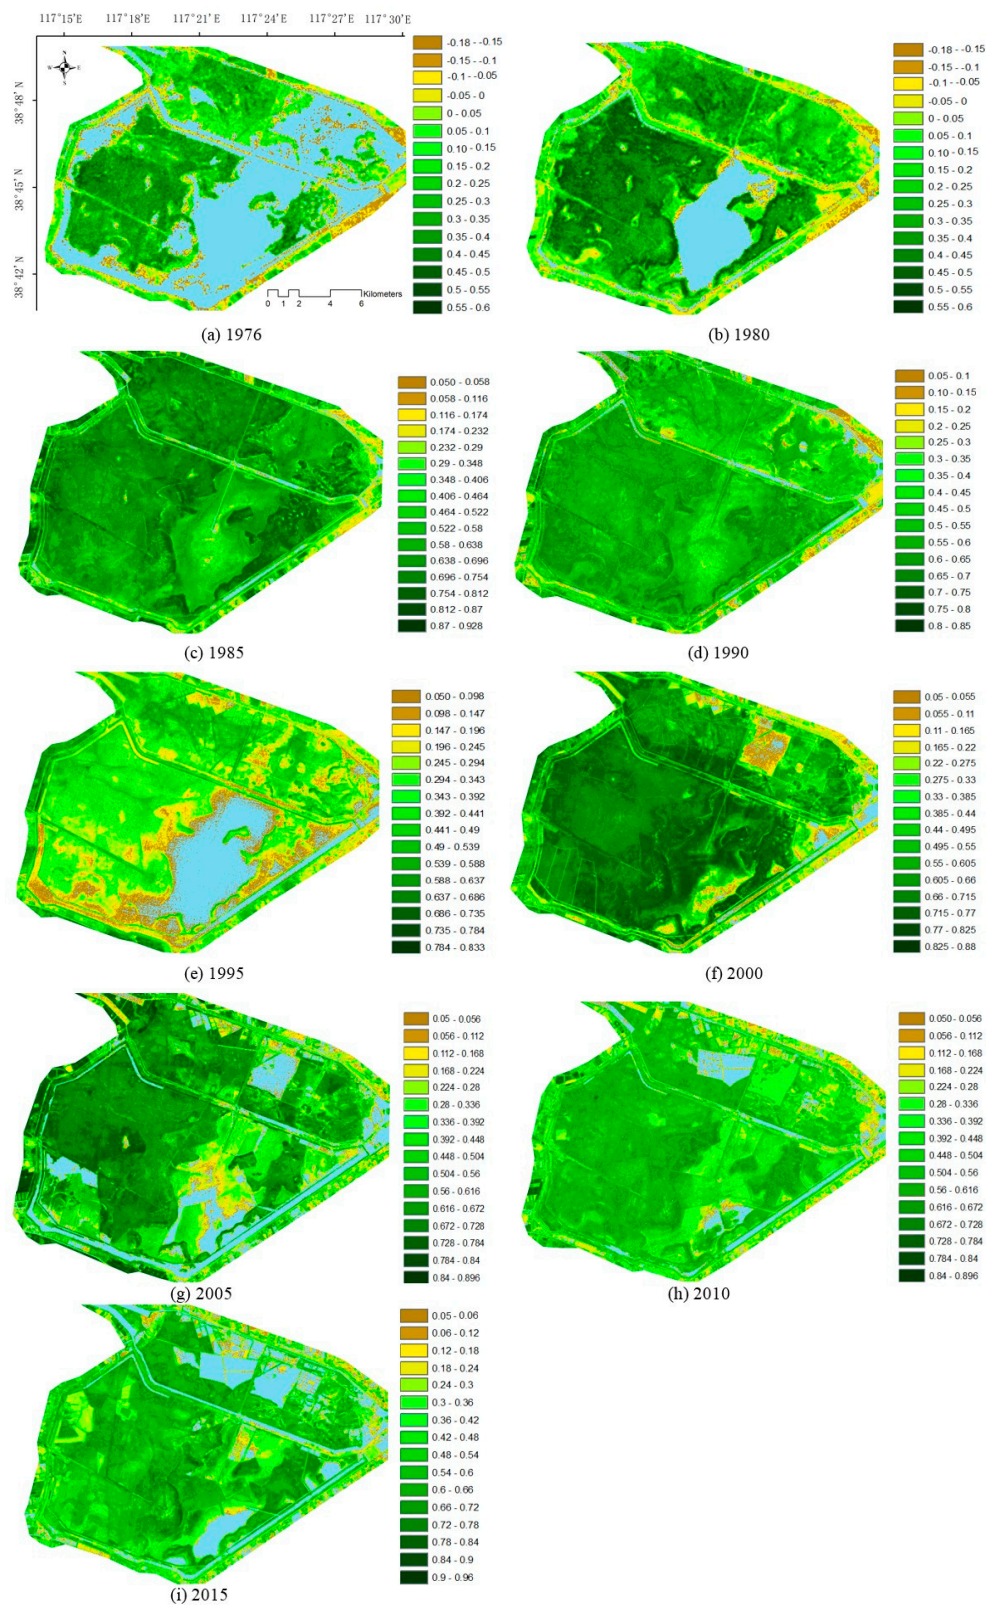 117°15′E 117°18′E 117°21′E 117°24′E 117°27′E 117°30′E
38°48′N
38°45′N
38°42′N
N
W E
S
0 1 2 4 6
Kilometers
-0.18 - -0.15
-0.15 - -0.1
-0.1 - -0.05
-0.05 - 0
0 - 0.05
0.05 - 0.1
0.10 - 0.15
0.15 - 0.2
0.2 - 0.25
0.25 - 0.3
0.3 - 0.35
0.35 - 0.4
0.4 - 0.45
0.45 - 0.5
0.5 - 0.55
0.55 - 0.6
(a) 1976
-0.18 - -0.15
-0.15 - -0.1
-0.1 - -0.05
-0.05 - 0
0 - 0.05
0.05 - 0.1
0.10 - 0.15
0.15 - 0.2
0.2 - 0.25
0.25 - 0.3
0.3 - 0.35
0.35 - 0.4
0.4 - 0.45
0.45 - 0.5
0.5 - 0.55
0.55 - 0.6
(b) 1980
0.050 - 0.058
0.058 - 0.116
0.116 - 0.174
0.174 - 0.232
0.232 - 0.29
0.29 - 0.348
0.348 - 0.406
0.406 - 0.464
0.464 - 0.522
0.522 - 0.58
0.58 - 0.638
0.638 - 0.696
0.696 - 0.754
0.754 - 0.812
0.812 - 0.87
0.87 - 0.928
(c) 1985
0.05 - 0.1
0.10 - 0.15
0.15 - 0.2
0.2 - 0.25
0.25 - 0.3
0.3 - 0.35
0.35 - 0.4
0.4 - 0.45
0.45 - 0.5
0.5 - 0.55
0.55 - 0.6
0.6 - 0.65
0.65 - 0.7
0.7 - 0.75
0.75 - 0.8
0.8 - 0.85
(d) 1990
0.050 - 0.098
0.098 - 0.147
0.147 - 0.196
0.196 - 0.245
0.245 - 0.294
0.294 - 0.343
0.343 - 0.392
0.392 - 0.441
0.441 - 0.49
0.49 - 0.539
0.539 - 0.588
0.588 - 0.637
0.637 - 0.686
0.686 - 0.735
0.735 - 0.784
0.784 - 0.833
(e) 1995
0.05 - 0.055
0.055 - 0.11
0.11 - 0.165
0.165 - 0.22
0.22 - 0.275
0.275 - 0.33
0.33 - 0.385
0.385 - 0.44
0.44 - 0.495
0.495 - 0.55
0.55 - 0.605
0.605 - 0.66
0.66 - 0.715
0.715 - 0.77
0.77 - 0.825
0.825 - 0.88
(f) 2000
0.05 - 0.056
0.056 - 0.112
0.112 - 0.168
0.168 - 0.224
0.224 - 0.28
0.28 - 0.336
0.336 - 0.392
0.392 - 0.448
0.448 - 0.504
0.504 - 0.56
0.56 - 0.616
0.616 - 0.672
0.672 - 0.728
0.728 - 0.784
0.784 - 0.84
0.84 - 0.896
(g) 2005
0.050 - 0.056
0.056 - 0.112
0.112 - 0.168
0.168 - 0.224
0.224 - 0.28
0.28 - 0.336
0.336 - 0.392
0.392 - 0.448
0.448 - 0.504
0.504 - 0.56
0.56 - 0.616
0.616 - 0.672
0.672 - 0.728
0.728 - 0.784
0.784 - 0.84
0.84 - 0.896
(h) 2010
0.05 - 0.06
0.06 - 0.12
0.12 - 0.18
0.18 - 0.24
0.24 - 0.3
0.3 - 0.36
0.36 - 0.42
0.42 - 0.48
0.48 - 0.54
0.54 - 0.6
0.6 - 0.66
0.66 - 0.72
0.72 - 0.78
0.78 - 0.84
0.84 - 0.9
0.9 - 0.96
(i) 2015